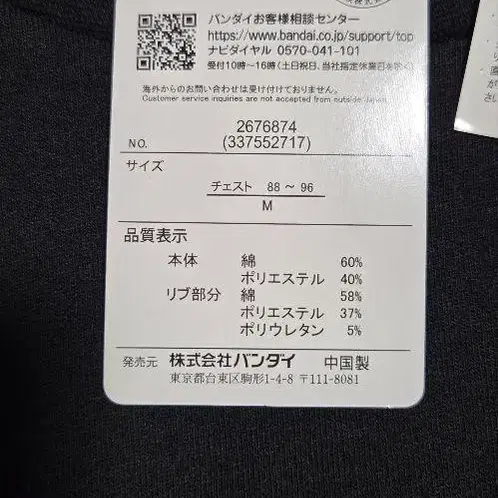 バンダイお客様相談センター
https://www.bandai.co.jp/support/top
ナビダイヤル 0570-041-101
受付10時〜16時(土日祝日、当社指定休業日を除く)
海外からのお問い合わせは受け付けておりません。
Customer service inquiries are not accepted from outside Japan.
2676874
NO. (337552717)
サイズ
チェスト 88 〜 96
M
品質表示
本体 綿 60%
ポリエステル 40%
リブ部分 綿 58%
ポリエステル 37%
ポリウレタン 5%
発売元 株式会社バンダイ 中国製
東京都台東区駒形1-4-8 〒111-8081